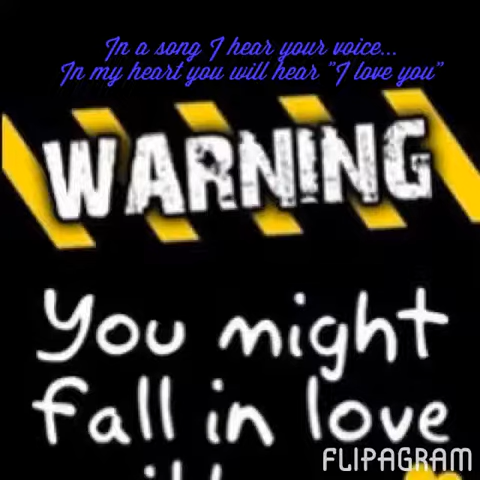 In a song I hear your voice...
In my heart you will hear "I love you"
WARNING
You might
fall in love
FLIPAGRAM